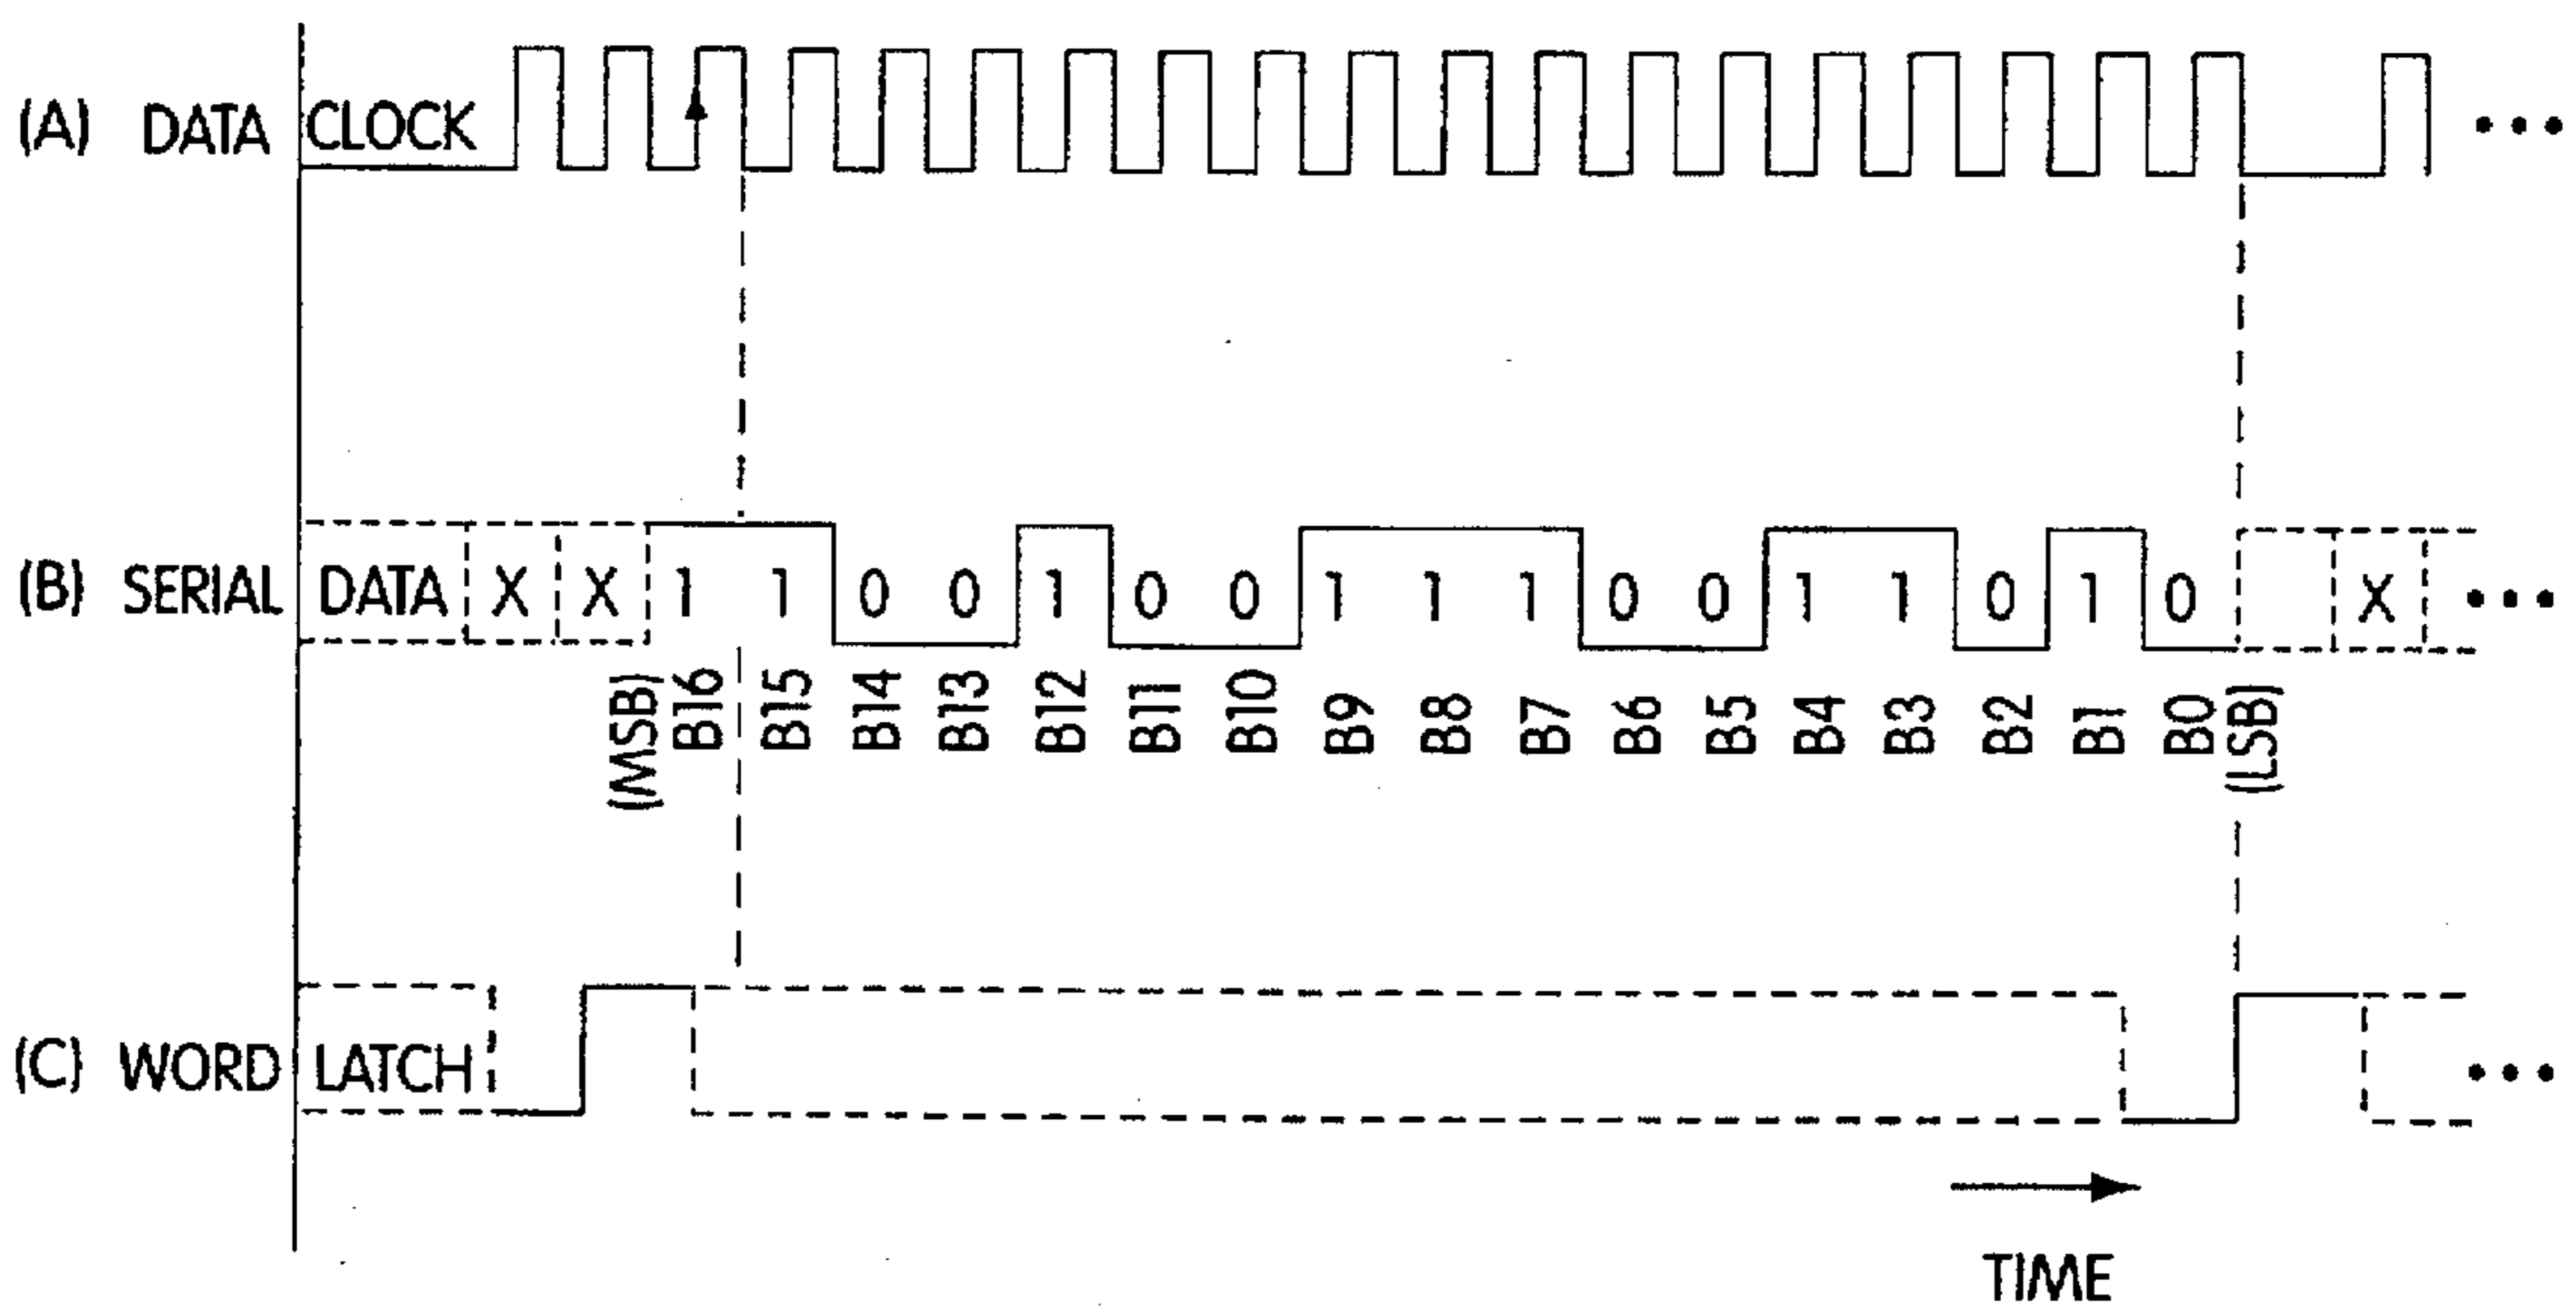 (A) DATA CLOCK •••
(B) SERIAL DATA X X 1 1 0 0 1 0 0 1 1 1 0 0 1 1 0 1 0 X •••
(MSB) B16 B15 B14 B13 B12 B11 B10 B9 B8 B7 B6 B5 B4 B3 B2 B1 B0 (LSB)
(C) WORD LATCH •••
TIME